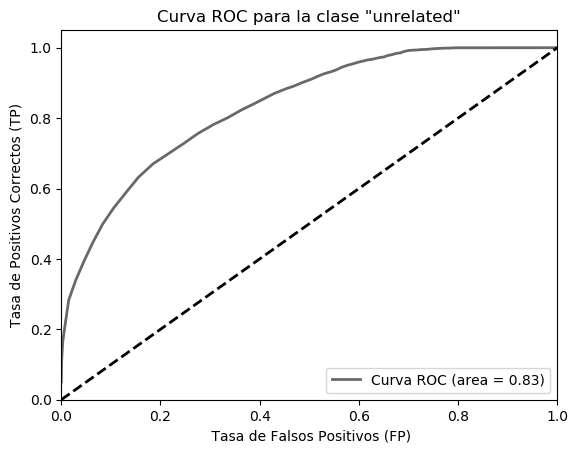 Curva ROC para la clase "unrelated"
Tasa de Positivos Correctos (TP)
1.0
0.8
0.6
0.4
0.2
0.0
0.0 0.2 0.4 0.6 0.8 1.0
Curva ROC (area = 0.83)
Tasa de Falsos Positivos (FP)